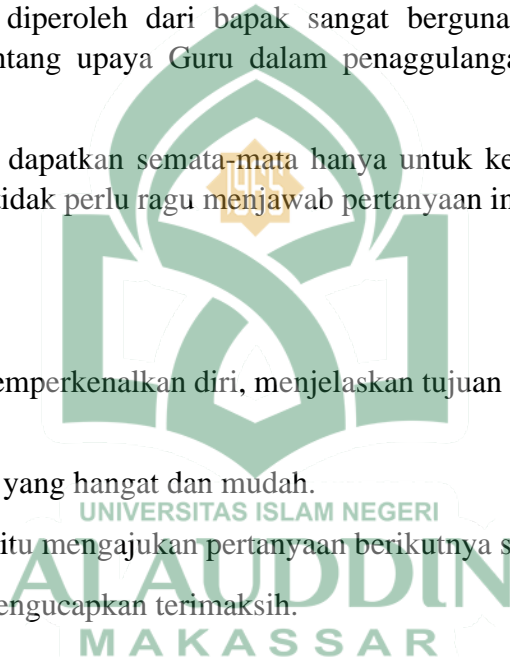 diperoleh dari bapak sangat berguna
ntang upaya Guru dalam penaggulanga
dapatkan semata-mata hanya untuk ke
tidak perlu ragu menjawab pertanyaan in
1965
emperkenalkan diri, menjelaskan tujuan
yang hangat dan mudah.
UNIVERSITAS ISLAM NEGERI
itu mengajukan pertanyaan berikutnya s
ALAUDDIN
engucapkan terimaksih.
MAKASSAR